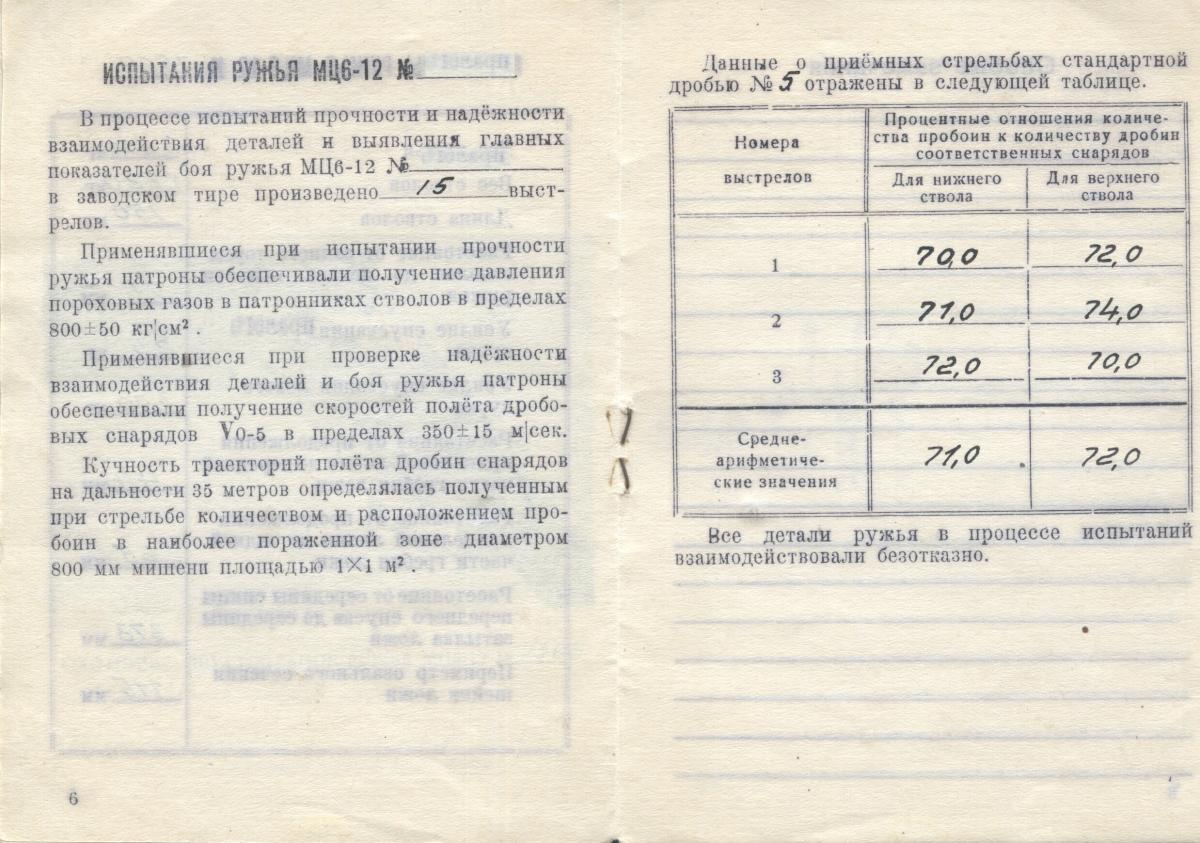 ИСПЫТАНИЯ РУЖЬЯ МЦ6-12 №
В процессе испытаний прочности и надёжности
взаимодействия деталей и выявления главных
показателей боя ружья МЦ6-12 №
в заводском тире произведено 15 выст-
релов.
Применявшиеся при испытании прочности
ружья патроны обеспечивали получение давления
пороховых газов в патронниках стволов в пределах
800±50 кг|см².
Применявшиеся при проверке надёжности
взаимодействия деталей и боя ружья патроны
обеспечивали получение скоростей полёта дробо-
вых снарядов V0-5 в пределах 350±15 м|сек.
Кучность траекторий полёта дробин снарядов
на дальности 35 метров определялась полученным
при стрельбе количеством и расположением про-
боин в наиболее пораженной зоне диаметром
800 мм мишени площадью 1×1 м².
6
Данные о приёмных стрельбах стандартной
дробью № 5 отражены в следующей таблице.
Номера
выстрелов
Процентные отношения количе-
ства пробоин к количеству дробин
соответственных снарядов
Для нижнего
ствола
Для верхнего
ствола
1 70,0 72,0
2 71,0 74,0
3 72,0 70,0
Средне-
арифметиче-
ские значения
71,0 72,0
Все детали ружья в процессе испытаний
взаимодействовали безотказно.